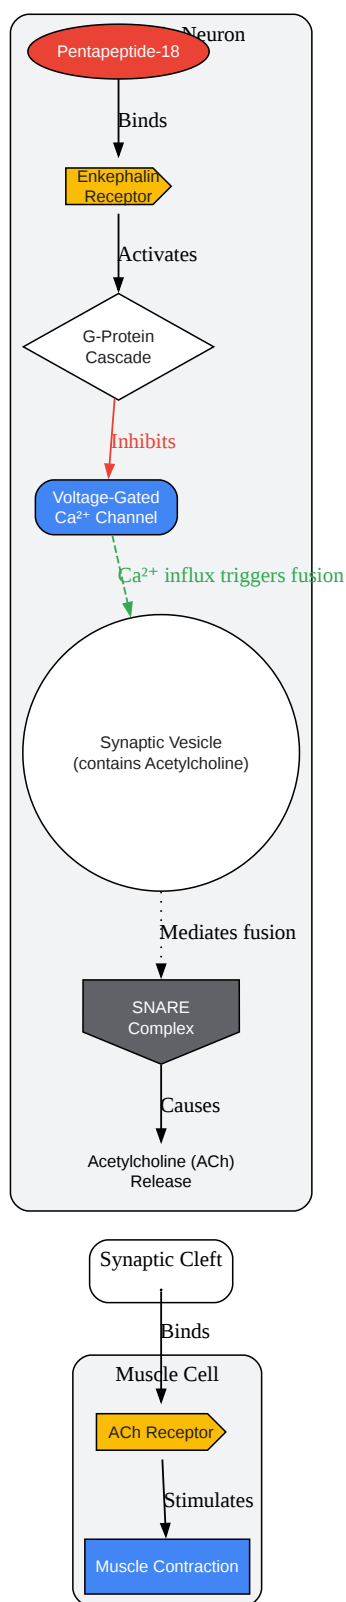 Neuron
Pentapeptide-18
Binds
Enkephalin
Receptor
Activates
G-Protein
Cascade
Inhibits
Voltage-Gated
Ca²⁺ Channel
Ca²⁺ influx triggers fusion
Synaptic Vesicle
(contains Acetylcholine)
Mediates fusion
SNARE
Complex
Causes
Acetylcholine (ACh)
Release
Synaptic Cleft
Binds
Muscle Cell
ACh Receptor
Stimulates
Muscle Contraction